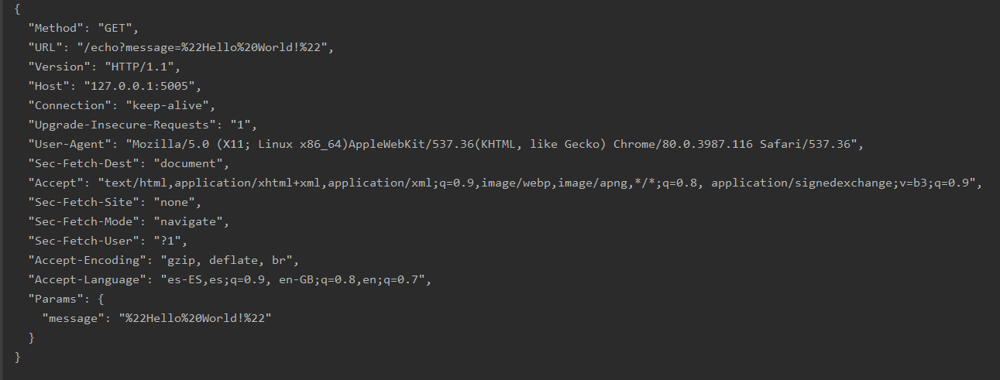 {
  "Method": "GET",
  "URL": "/echo?message=%22Hello%20World!%22",
  "Version": "HTTP/1.1",
  "Host": "127.0.0.1:5005",
  "Connection": "keep-alive",
  "Upgrade-Insecure-Requests": "1",
  "User-Agent": "Mozilla/5.0 (X11; Linux x86_64)AppleWebKit/537.36(KHTML, like Gecko) Chrome/80.0.3987.116 Safari/537.36",
  "Sec-Fetch-Dest": "document",
  "Accept": "text/html,application/xhtml+xml,application/xml;q=0.9,image/webp,image/apng,*/*;q=0.8, application/signedexchange;v=b3;q=0.9",
  "Sec-Fetch-Site": "none",
  "Sec-Fetch-Mode": "navigate",
  "Sec-Fetch-User": "?1",
  "Accept-Encoding": "gzip, deflate, br",
  "Accept-Language": "es-ES,es;q=0.9, en-GB;q=0.8,en;q=0.7",
  "Params": {
    "message": "%22Hello%20World!%22"
  }
}